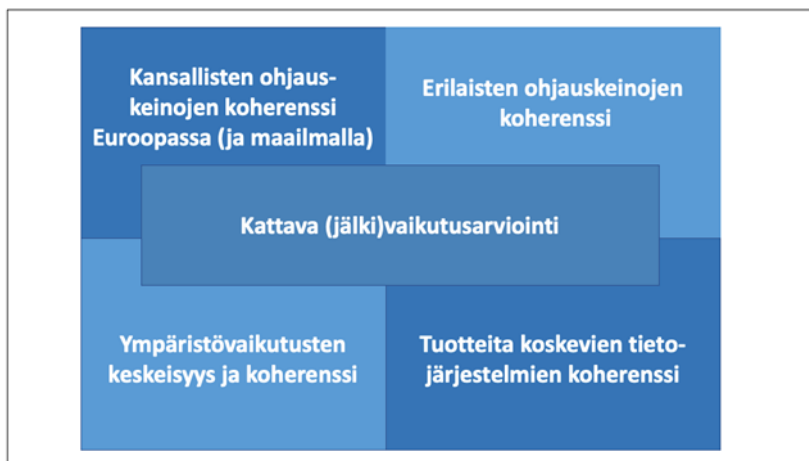 Kansallisten ohjaus-
keinojen koherenssi
Euroopassa (ja maailmalla)
Erilaisten ohjauskeinojen
koherenssi
Kattava (jälki)vaikutusarviointi
Ympäristövaikutusten
keskeisyys ja koherenssi
Tuotteita koskevien tieto-
järjestelmien koherenssi